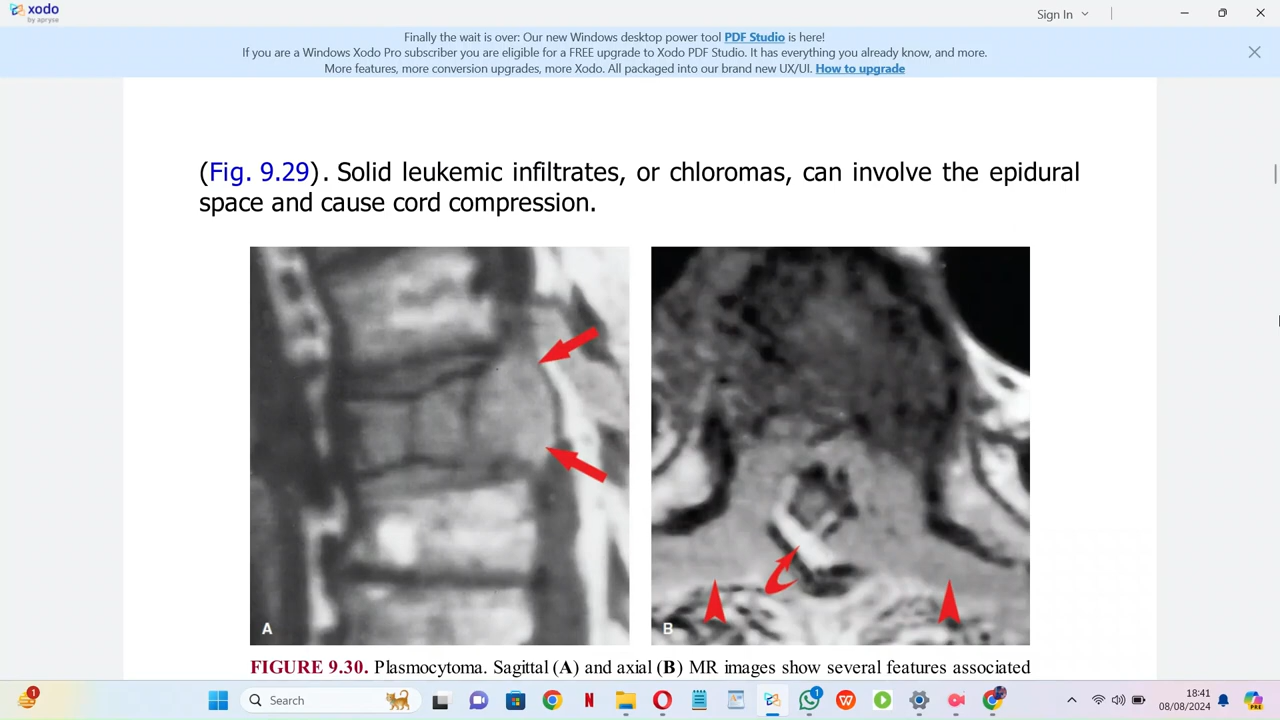 xodo
by apryse
Sign In
Finally the wait is over: Our new Windows desktop power tool PDF Studio is here!
If you are a Windows Xodo Pro subscriber you are eligible for a FREE upgrade to Xodo PDF Studio. It has everything you already know, and more.
More features, more conversion upgrades, more Xodo. All packaged into our brand new UX/UI. How to upgrade
(Fig. 9.29). Solid leukemic infiltrates, or chloromas, can involve the epidural
space and cause cord compression.
A
B
FIGURE 9.30. Plasmocytoma. Sagittal (A) and axial (B) MR images show several features associated
1
Search
1
18:41
08/08/2024
PRE